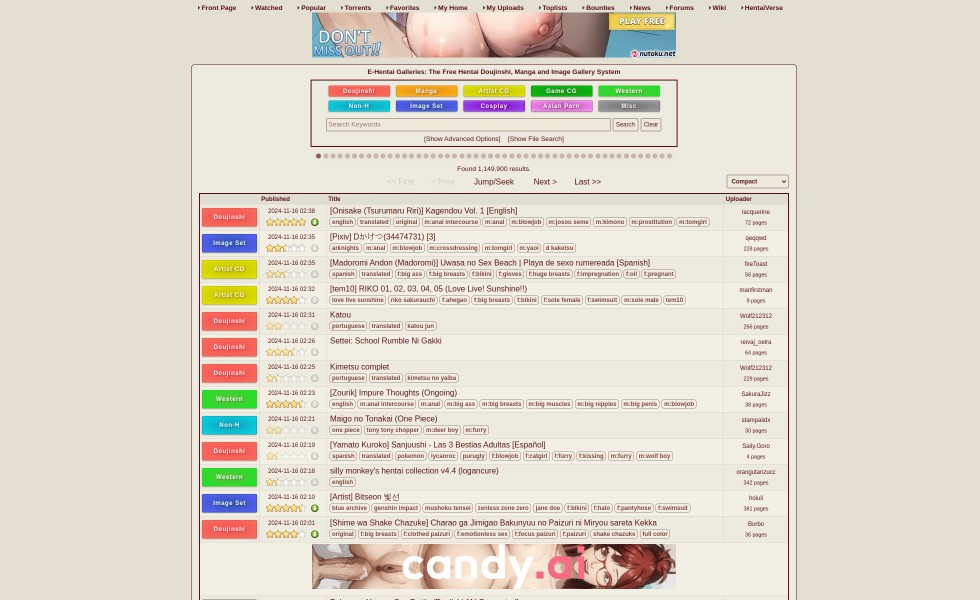 Front Page Watched Popular Torrents Favorites My Home My Uploads Toplists Bounties News Forums Wiki HentaiVerse
DON'T MISS OUT!! PLAY FREE nutaku.net
E-Hentai Galleries: The Free Hentai Doujinshi, Manga and Image Gallery System
Doujinshi Manga Artist CG Game CG Western
Non-H Image Set Cosplay Asian Porn Misc
Search Keywords Search Clear
[Show Advanced Options] [Show File Search]
Found 1,149,900 results.
<< First < Prev Jump/Seek Next > Last >> Compact
Published Title Uploader
Doujinshi 2024-11-16 02:38 [Onisake (Tsurumaru Riri)] Kagendou Vol. 1 [English] lacquerine
english translated original m:anal intercourse m:anal m:blowjob m:josou seme m:kimono m:prostitution m:tomgirl 72 pages
Image Set 2024-11-16 02:35 [Pixiv] Dかけつ(34474731) [3] qeqqwd
arknights m:anal m:blowjob m:crossdressing m:tomgirl m:yaoi d kaketsu 228 pages
Artist CG 2024-11-16 02:35 [Madoromi Andon (Madoromi)] Uwasa no Sex Beach | Playa de sexo rumereada [Spanish] fireToast
spanish translated f:big ass f:big breasts f:bikini f:gloves f:huge breasts f:impregnation f:oil f:pregnant 56 pages
Artist CG 2024-11-16 02:32 [tem10] RIKO 01, 02, 03, 04, 05 (Love Live! Sunshine!!) manfirstman
love live sunshine riko sakurauchi f:ahegao f:big breasts f:bikini f:sole female f:swimsuit m:sole male tem10 9 pages
Doujinshi 2024-11-16 02:31 Katou Wolf212312
portuguese translated katou jun 266 pages
Doujinshi 2024-11-16 02:26 Settei: School Rumble Ni Gakki reivaj_oeira
64 pages
Doujinshi 2024-11-16 02:25 Kimetsu complet Wolf212312
portuguese translated kimetsu no yaiba 229 pages
Western 2024-11-16 02:23 [Zourik] Impure Thoughts (Ongoing) SakuraJizz
english m:anal intercourse m:anal m:big ass m:big breasts m:big muscles m:big nipples m:big penis m:blowjob 38 pages
Non-H 2024-11-16 02:21 Maigo no Tonakai (One Piece) stampaiidx
one piece tony tony chopper m:deer boy m:furry 30 pages
Doujinshi 2024-11-16 02:19 [Yamato Kuroko] Sanjuushi - Las 3 Bestias Adultas [Español] Saily.Goro
spanish translated pokemon lycanroc purugly f:blowjob f:catgirl f:furry f:kissing m:furry m:wolf boy 4 pages
Western 2024-11-16 02:18 silly monkey's hentai collection v4.4 (logancure) orangutanzucc
english 342 pages
Image Set 2024-11-16 02:10 [Artist] Bitseon 빛선 hoiuli
blue archive genshin impact mushoku tensei zenless zone zero jane doe f:bikini f:halo f:pantyhose f:swimsuit 381 pages
Doujinshi 2024-11-16 02:01 [Shime wa Shake Chazuke] Charao ga Jimigao Bakunyuu no Paizuri ni Miryou sareta Kekka Burbo
original f:big breasts f:clothed paizuri f:emotionless sex f:focus paizuri f:paizuri shake chazuke full color 36 pages
candy.ai